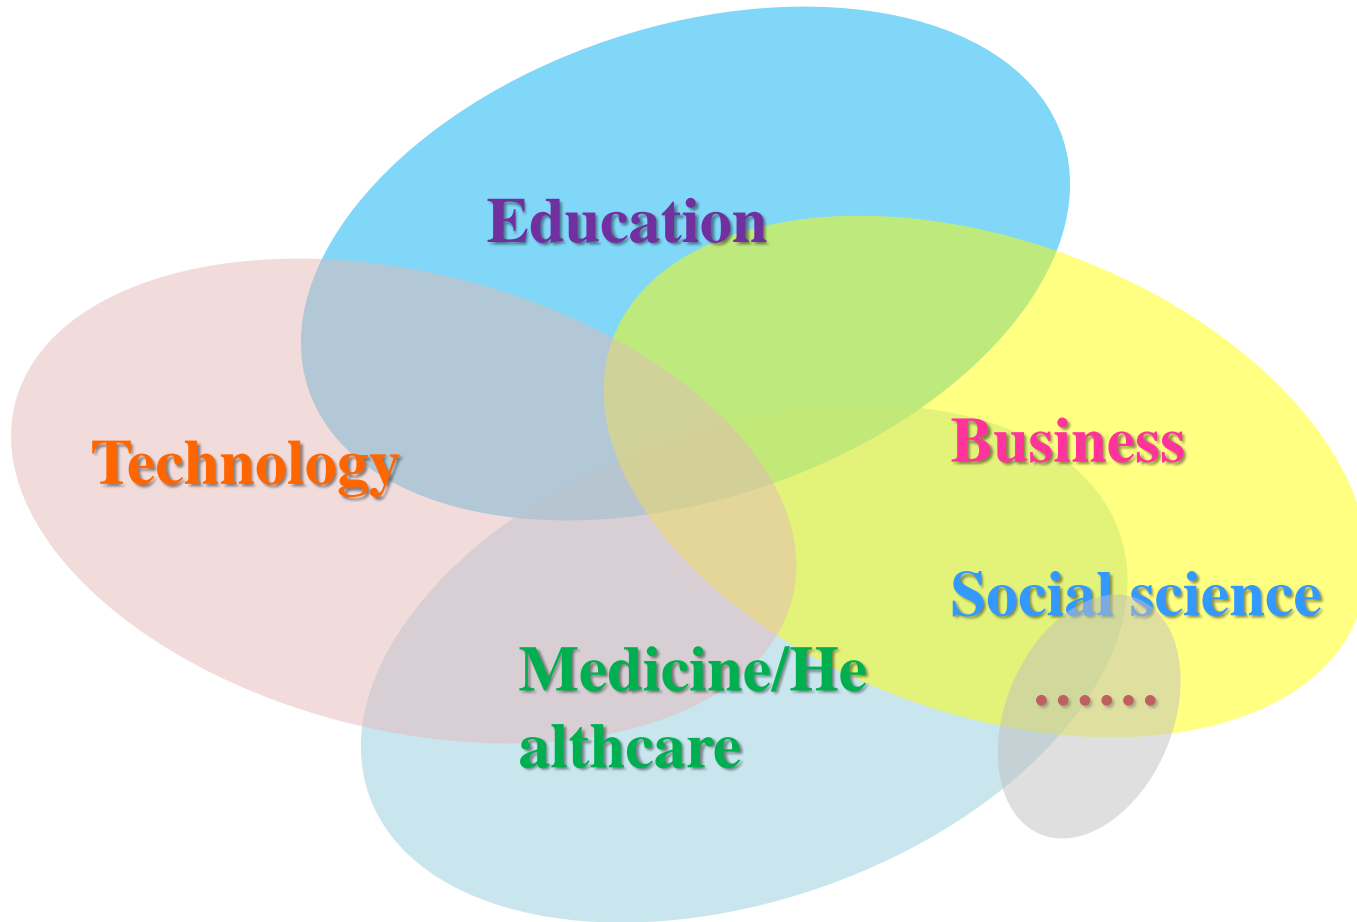 Education
Technology
Business
Social science
Medicine/He
althcare
……